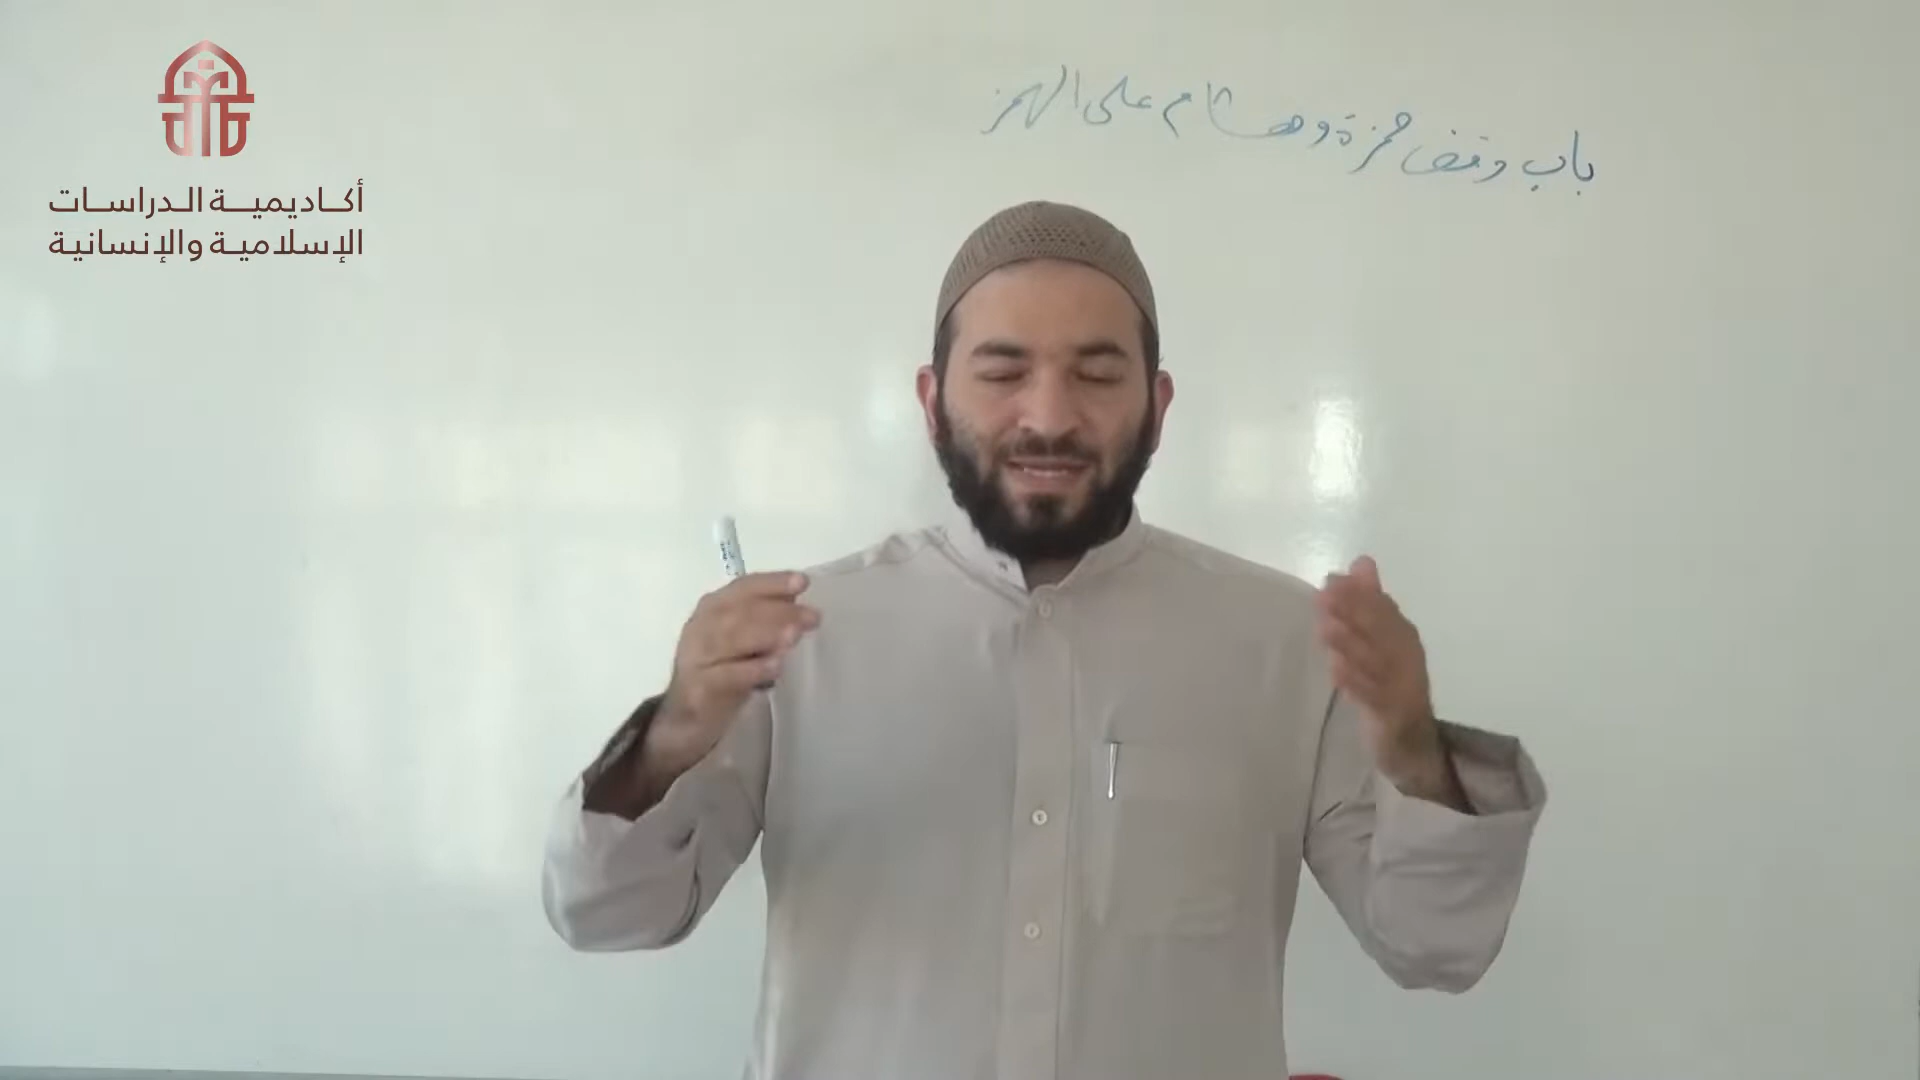 أكاديمية الدراسات
الإسلامية والإنسانية
باب وقف حمزة وهشام على الهمز